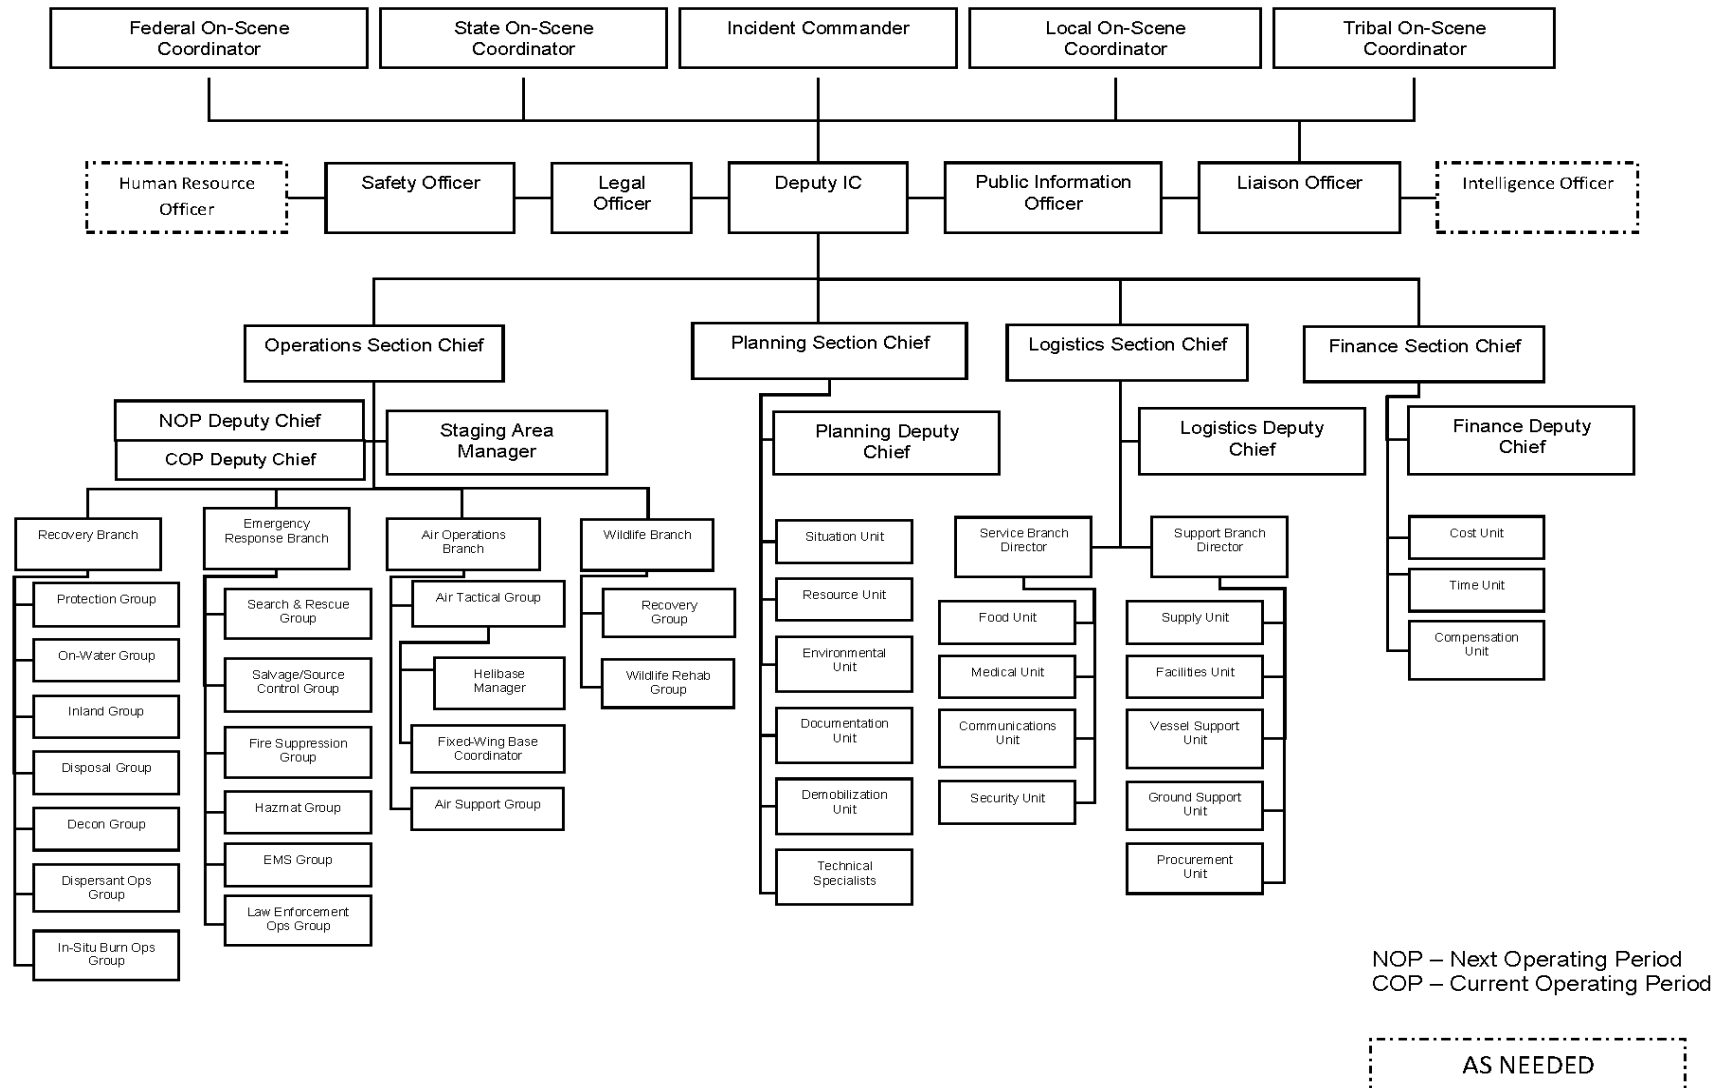 Federal On-Scene
Coordinator
State On-Scene
Coordinator
Incident Commander
Local On-Scene
Coordinator
Tribal On-Scene
Coordinator
Human Resource
Officer
Safety Officer
Legal
Officer
Deputy IC
Public Information
Officer
Liaison Officer
Intelligence Officer
Operations Section Chief
Planning Section Chief
Logistics Section Chief
Finance Section Chief
NOP Deputy Chief
COP Deputy Chief
Staging Area
Manager
Planning Deputy
Chief
Logistics Deputy
Chief
Finance Deputy
Chief
Recovery Branch
Protection Group
On-Water Group
Inland Group
Disposal Group
Decon Group
Dispersant Ops
Group
In-Situ Burn Ops
Group
Emergency
Response Branch
Search & Rescue
Group
Salvage/Source
Control Group
Fire Suppression
Group
Hazmat Group
EMS Group
Law Enforcement
Ops Group
Air Operations
Branch
Air Tactical Group
Helibase
Manager
Fixed-Wing Base
Coordinator
Air Support Group
Wildlife Branch
Recovery
Group
Wildlife Rehab
Group
Situation Unit
Resource Unit
Environmental
Unit
Documentation
Unit
Demobilization
Unit
Technical
Specialists
Service Branch
Director
Food Unit
Medical Unit
Communications
Unit
Security Unit
Support Branch
Director
Supply Unit
Facilities Unit
Vessel Support
Unit
Ground Support
Unit
Procurement
Unit
Cost Unit
Time Unit
Compensation
Unit
NOP – Next Operating Period
COP – Current Operating Period
AS NEEDED